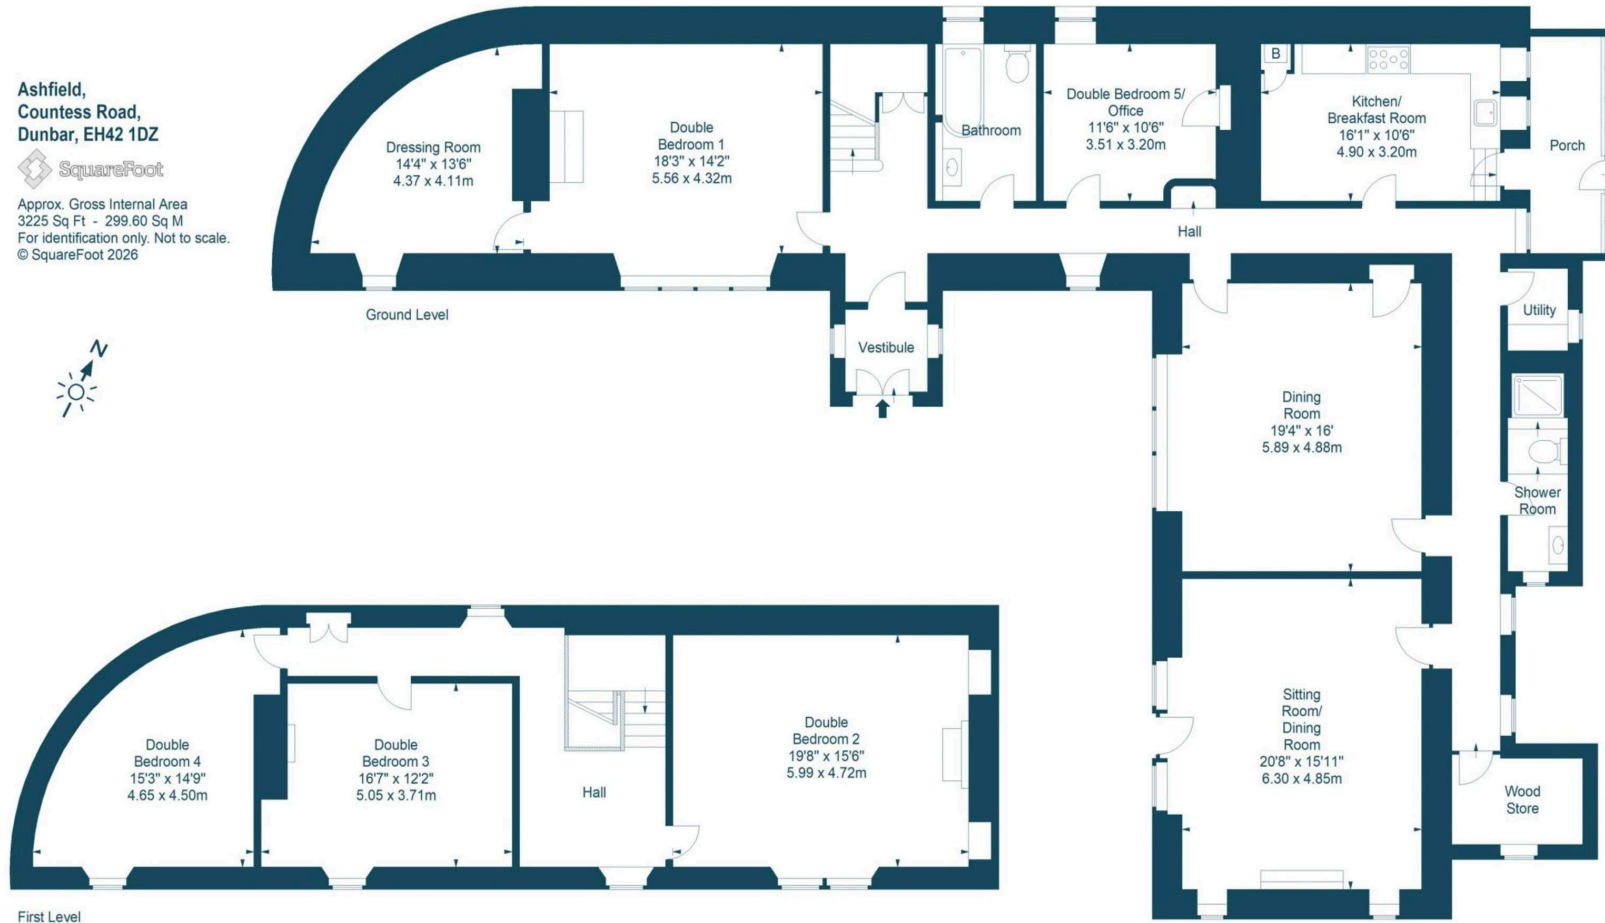 Ashfield,
Countess Road,
Dunbar, EH42 1DZ
SquareFoot
Approx. Gross Internal Area
3225 Sq Ft - 299.60 Sq M
For identification only. Not to scale.
© SquareFoot 2026
N
Dressing Room
14'4" x 13'6"
4.37 x 4.11m
Double
Bedroom 1
18'3" x 14'2"
5.56 x 4.32m
Bathroom
Double Bedroom 5/
Office
11'6" x 10'6"
3.51 x 3.20m
B
Kitchen/
Breakfast Room
16'1" x 10'6"
4.90 x 3.20m
Porch
Hall
Ground Level
Vestibule
Utility
Dining
Room
19'4" x 16'
5.89 x 4.88m
Shower
Room
Sitting
Room/
Dining
Room
20'8" x 15'11"
6.30 x 4.85m
Wood
Store
Double
Bedroom 4
15'3" x 14'9"
4.65 x 4.50m
Double
Bedroom 3
16'7" x 12'2"
5.05 x 3.71m
Hall
Double
Bedroom 2
19'8" x 15'6"
5.99 x 4.72m
First Level